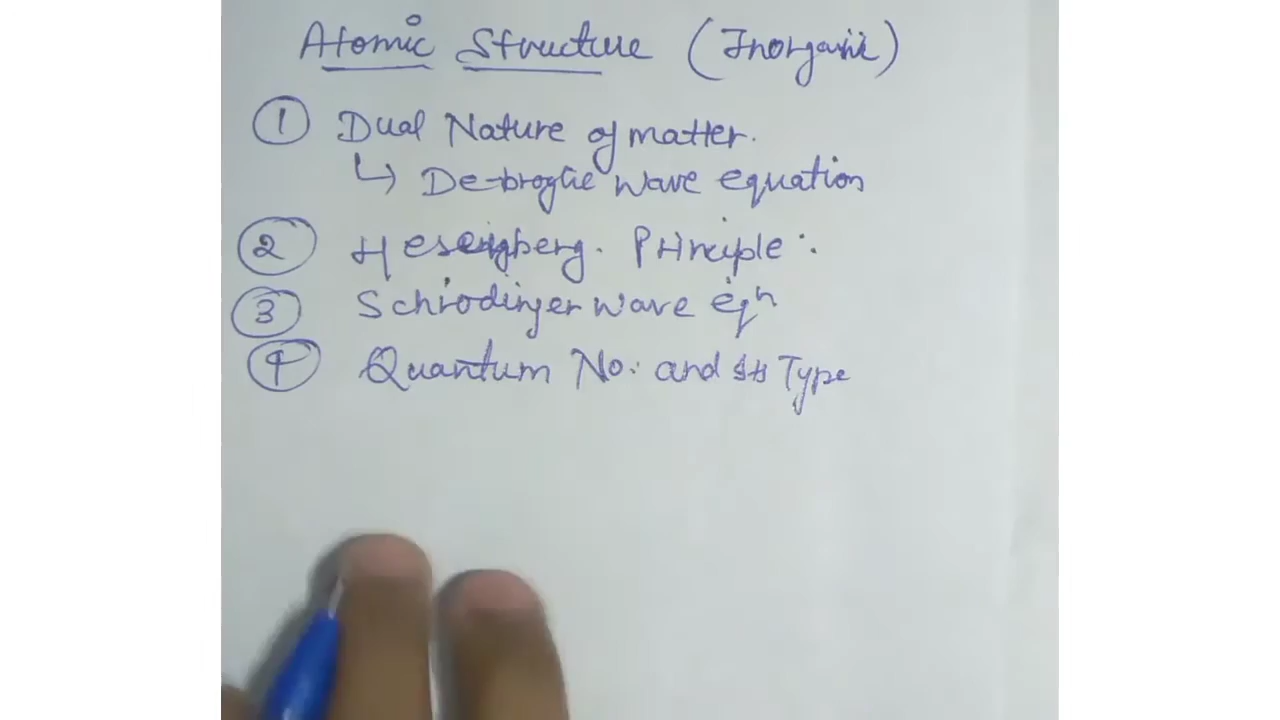 Atomic Structure (Inorganic)
① Dual Nature of matter.
↳ De-broglie wave equation
② Hesenigberg. Principle :.
③ Schrodinger wave eqn
④ Quantum No. and its Type